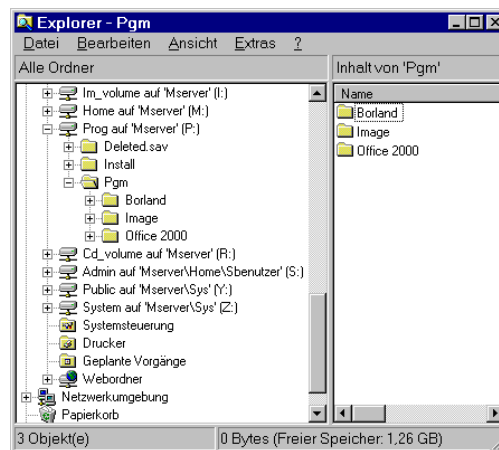 Explorer - Pgm
Datei Bearbeiten Ansicht Extras ?
Alle Ordner
Inhalt von 'Pgm'
Im_volume auf 'Mserver' (I:)
Home auf 'Mserver' (M:)
Prog auf 'Mserver' (P:)
Deleted.sav
Install
Pgm
Borland
Image
Office 2000
Cd_volume auf 'Mserver' (R:)
Admin auf 'Mserver\Home\Sbenutzer' (S:)
Public auf 'Mserver\Sys' (Y:)
System auf 'Mserver\Sys' (Z:)
Systemsteuerung
Drucker
Geplante Vorgänge
Webordner
Netzwerkumgebung
Papierkorb
Name
Borland
Image
Office 2000
3 Objekt(e)
0 Bytes (Freier Speicher: 1,26 GB)